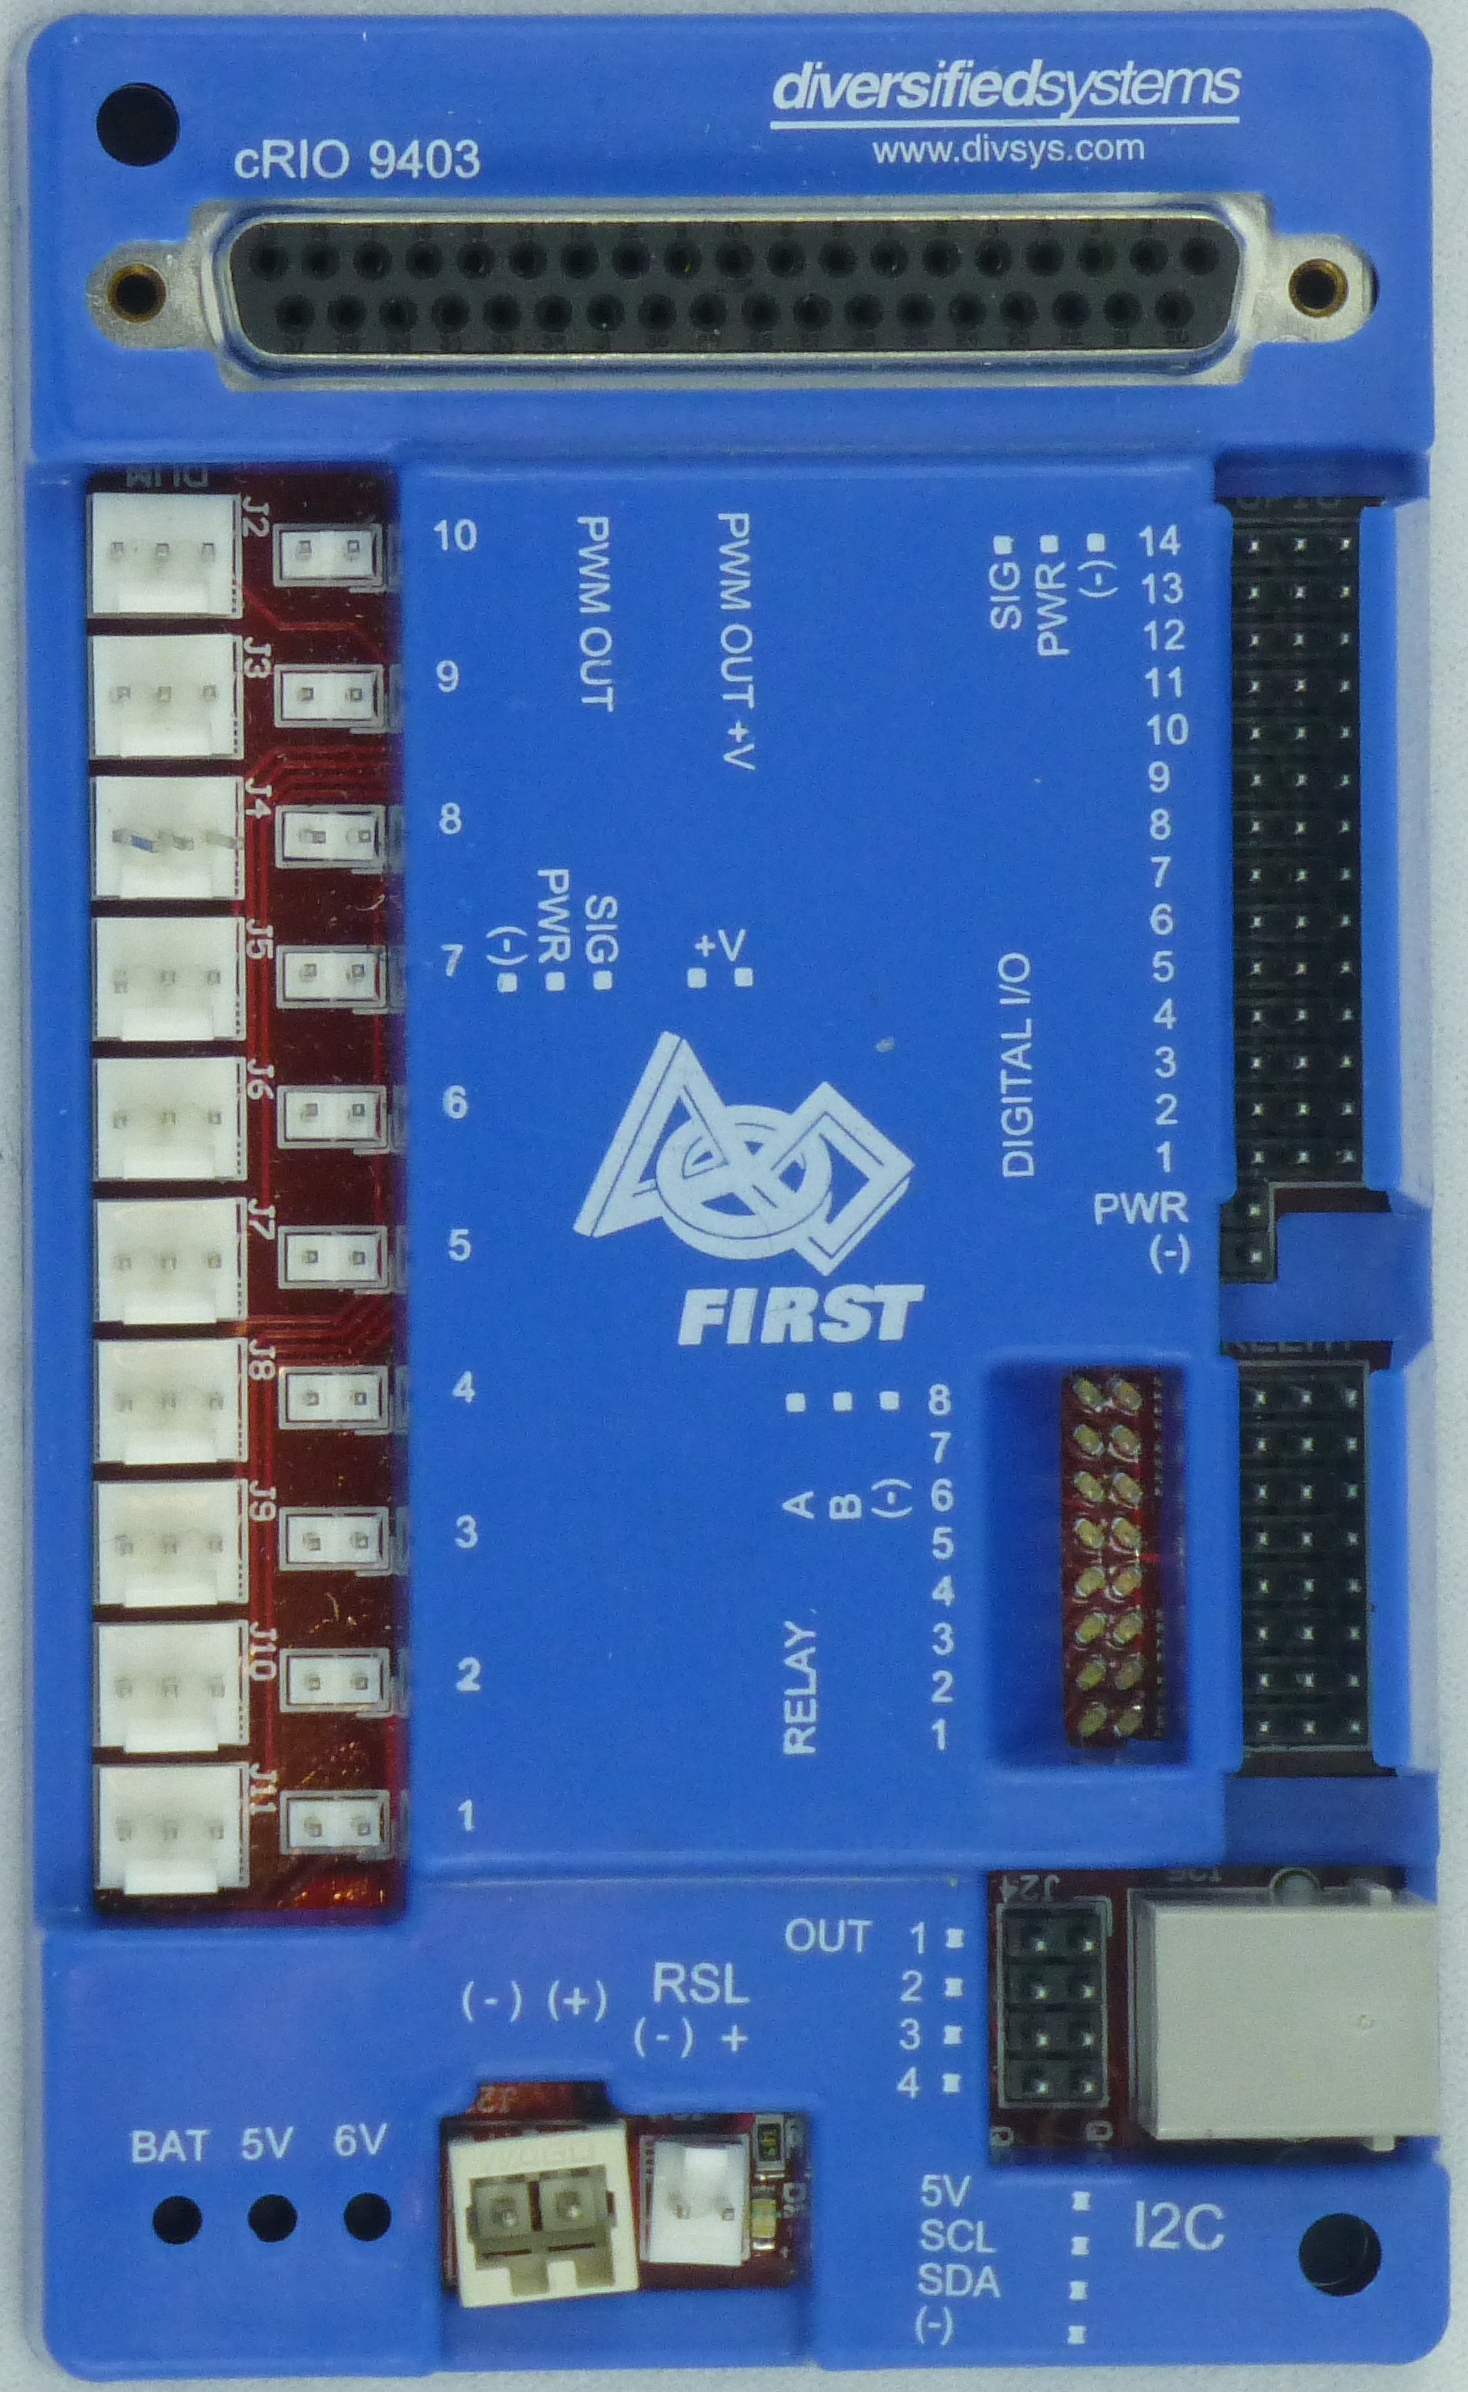 diversifiedsystems
www.divsys.com
cRIO 9403
J2
J3
J4
J5
J6
J7
J8
J9
J10
J11
10
9
8
7
6
5
4
3
2
1
PWM OUT
PWM OUT +V
(-)
PWR
SIG
+V
SIG
PWR
(-)
DIGITAL I/O
14
13
12
11
10
9
8
7
6
5
4
3
2
1
PWR
(-)
FIRST
A
B
(-)
RELAY
8
7
6
5
4
3
2
1
J24
OUT 1
2
3
4
(-) (+)
RSL
(-) +
BAT 5V 6V
5V
SCL
SDA
(-)
I2C